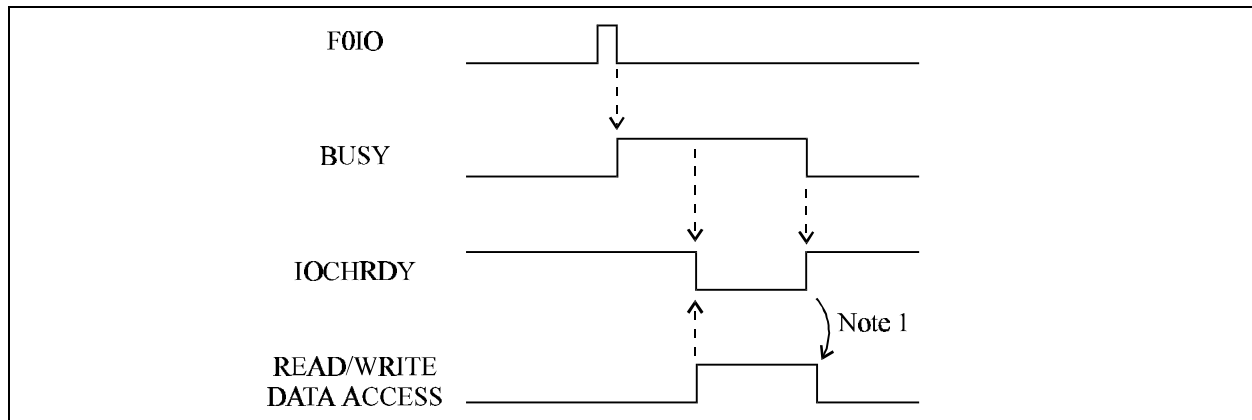 F0IO
BUSY
IOCHRDY
Note 1
READ/WRITE
DATA ACCESS